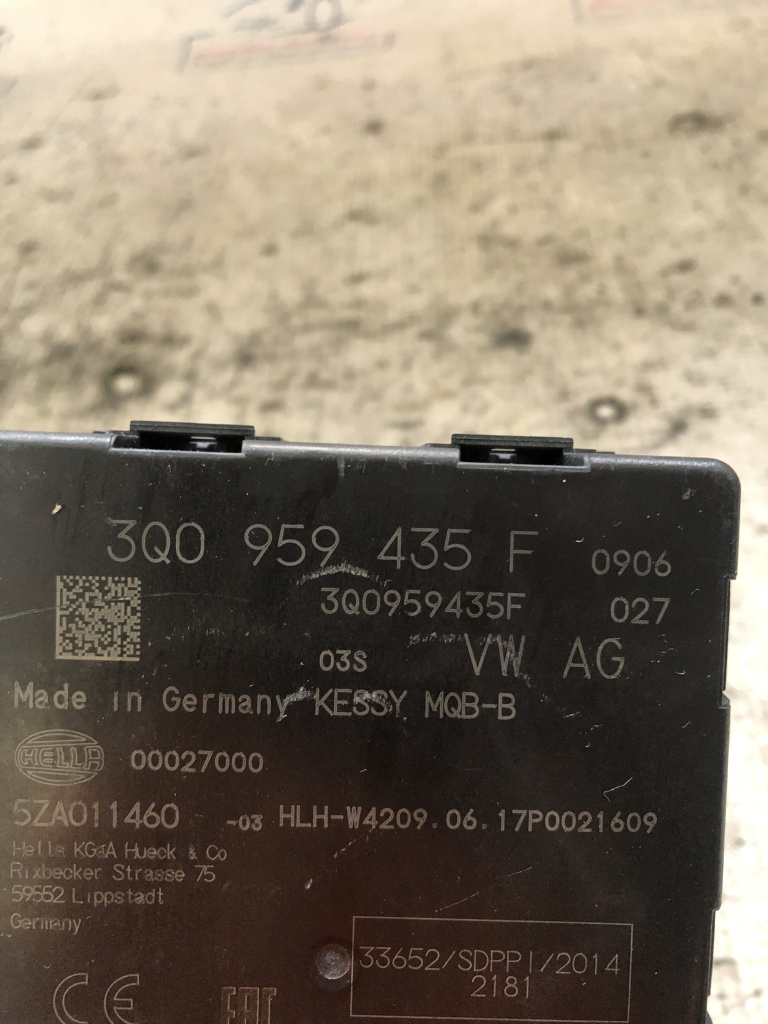 3Q0 959 435 F 0906
3Q0959435F 027
03S VW AG
Made in Germany KESSY MQB-B
HELLA 00027000
5ZA011460 -03 HLH-W4209.06.17P0021609
Hella KGaA Hueck & Co
Rixbecker Strasse 75
59552 Lippstadt
Germany
33652/SDPPI/2014
2181
CE EAC